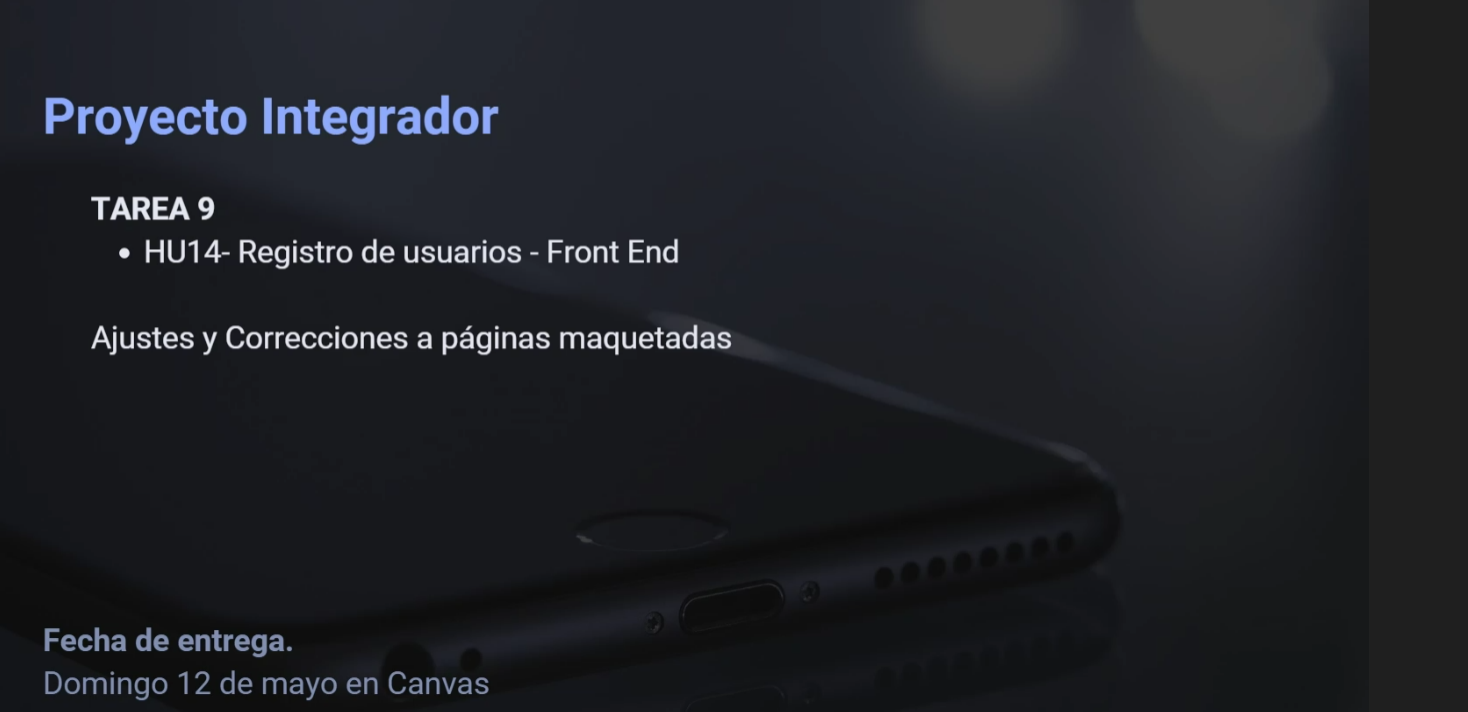 Proyecto Integrador
TAREA 9
• HU14- Registro de usuarios - Front End
Ajustes y Correcciones a páginas maquetadas
Fecha de entrega.
Domingo 12 de mayo en Canvas